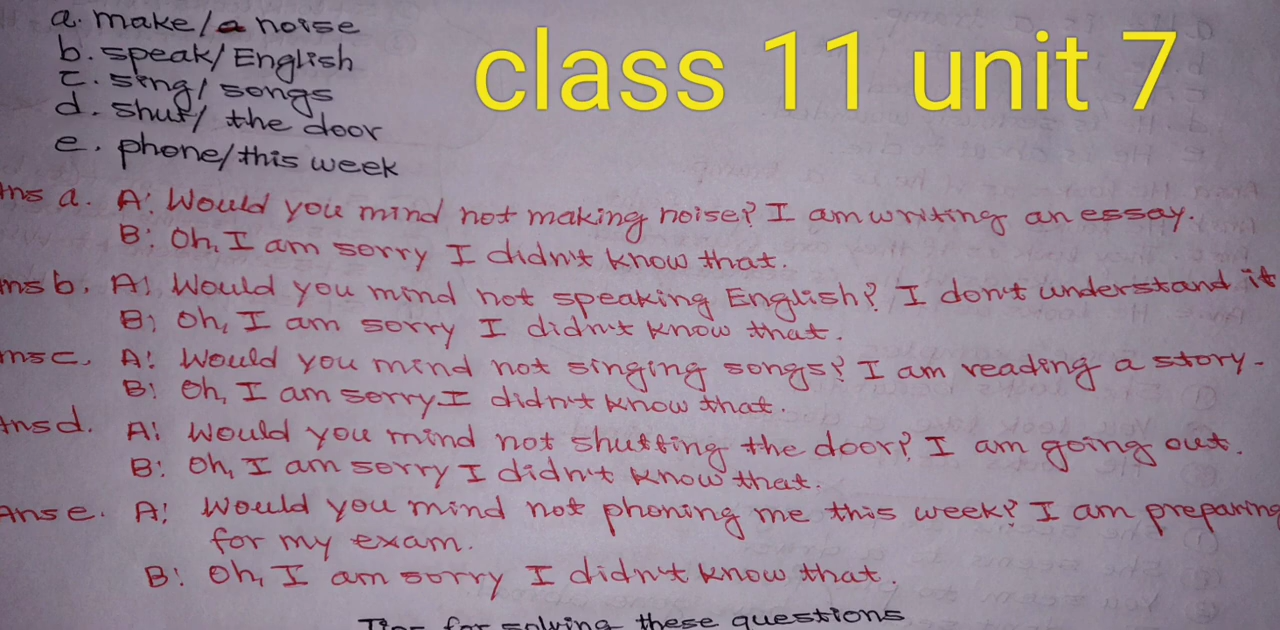 a. make/a noise
class 11 unit 7
b. speak/ English
c. sing/ songs
d. shut/ the door
e. phone/this week
Ans a. A: Would you mind not making noise? I am writing an essay.
B: Oh, I am sorry I didn't know that.
Ans b. A: Would you mind not speaking English? I don't understand it
B: Oh, I am sorry I didn't know that.
Ans c. A: Would you mind not singing songs? I am reading a story.
B: Oh, I am sorry I didn't know that.
Ans d. A: Would you mind not shutting the door? I am going out.
B: Oh, I am sorry I didn't know that.
Ans e. A: Would you mind not phoning me this week? I am preparing
for my exam.
B: Oh, I am sorry I didn't know that.
Tips for solving these questions